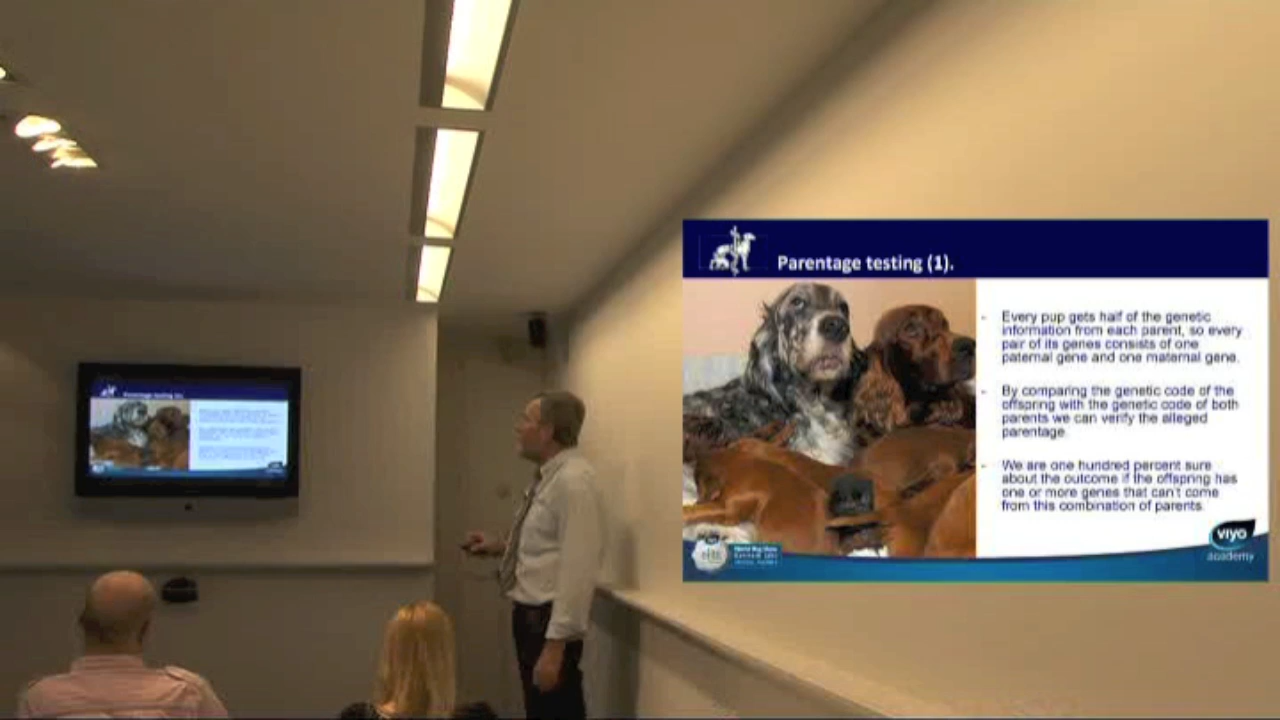 Parentage testing (1).
- Every pup gets half of the genetic
information from each parent, so every
pair of its genes consists of one
paternal gene and one maternal gene.
- By comparing the genetic code of the
offspring with the genetic code of both
parents we can verify the alleged
parentage.
- We are one hundred percent sure
about the outcome if the offspring has
one or more genes that can't come
from this combination of parents.
World Dog Show
viyo
academy